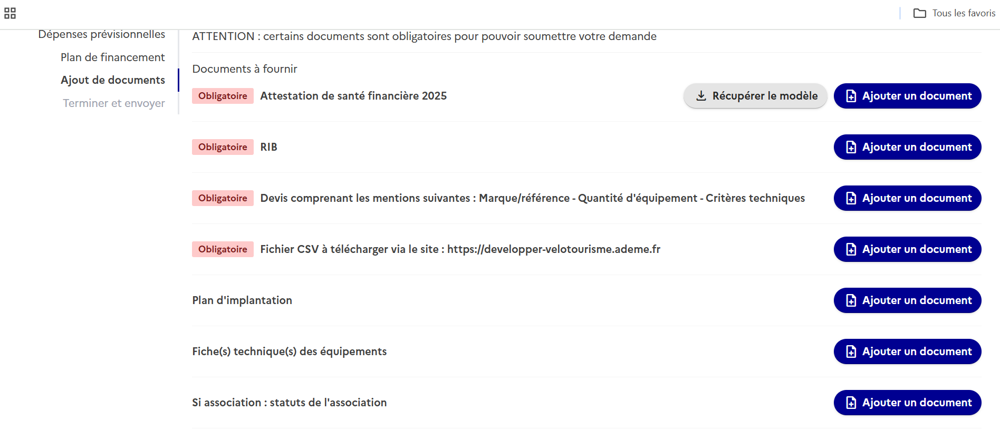 Tous les favoris
Dépenses prévisionnelles
Plan de financement
Ajout de documents
Terminer et envoyer
ATTENTION : certains documents sont obligatoires pour pouvoir soumettre votre demande
Documents à fournir
Obligatoire Attestation de santé financière 2025 Récupérer le modèle Ajouter un document
Obligatoire RIB Ajouter un document
Obligatoire Devis comprenant les mentions suivantes : Marque/référence - Quantité d'équipement - Critères techniques Ajouter un document
Obligatoire Fichier CSV à télécharger via le site : https://developper-velotourisme.ademe.fr Ajouter un document
Plan d'implantation Ajouter un document
Fiche(s) technique(s) des équipements Ajouter un document
Si association : statuts de l'association Ajouter un document